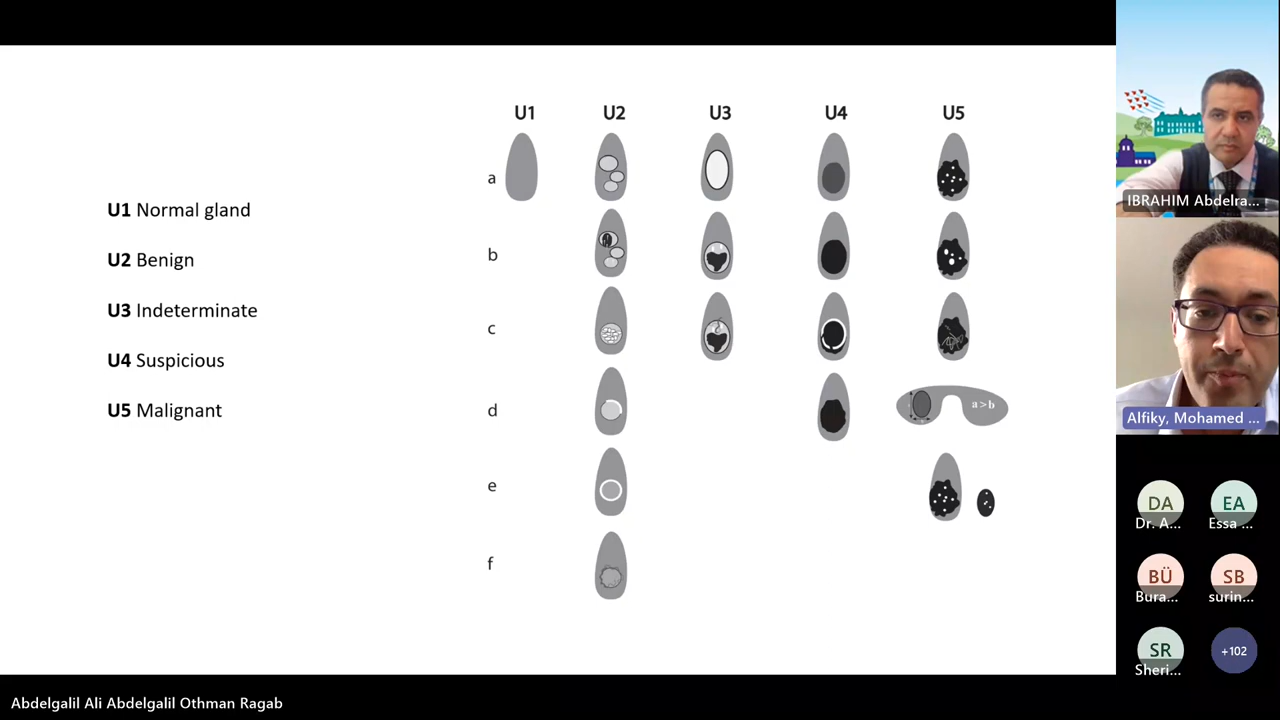 U1 U2 U3 U4 U5
a
b
c
d
e
f
a>b
U1 Normal gland
U2 Benign
U3 Indeterminate
U4 Suspicious
U5 Malignant
IBRAHIM Abdelra...
Alfiky, Mohamed ...
DA
Dr. A...
EA
Essa ...
BÜ
Bura...
SB
surin...
SR
Sheri...
+102
Abdelgalil Ali Abdelgalil Othman Ragab